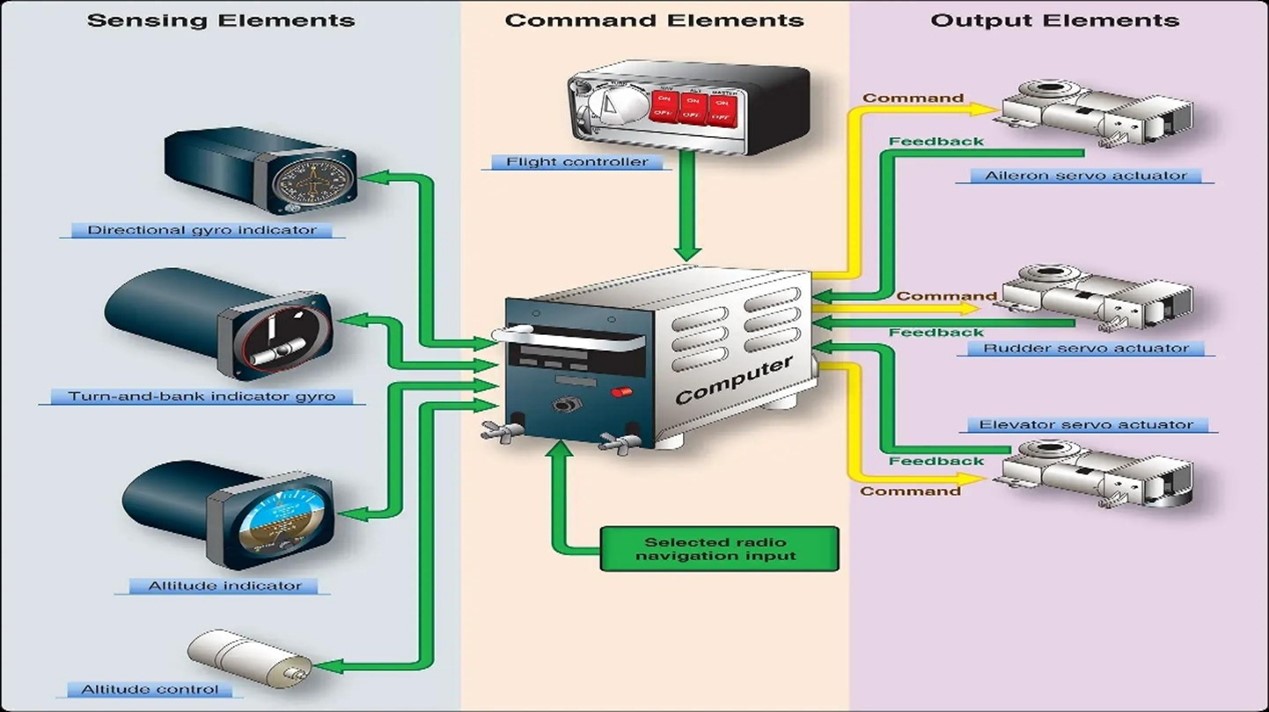 Sensing Elements
Command Elements
Output Elements
Directional gyro indicator
Turn-and-bank indicator gyro
Altitude indicator
Altitude control
Flight controller
ON
ON
ON
OFF
OFF
OFF
MASTER
Computer
Selected radio
navigation input
Command
Feedback
Aileron servo actuator
Command
Feedback
Rudder servo actuator
Elevator servo actuator
Feedback
Command